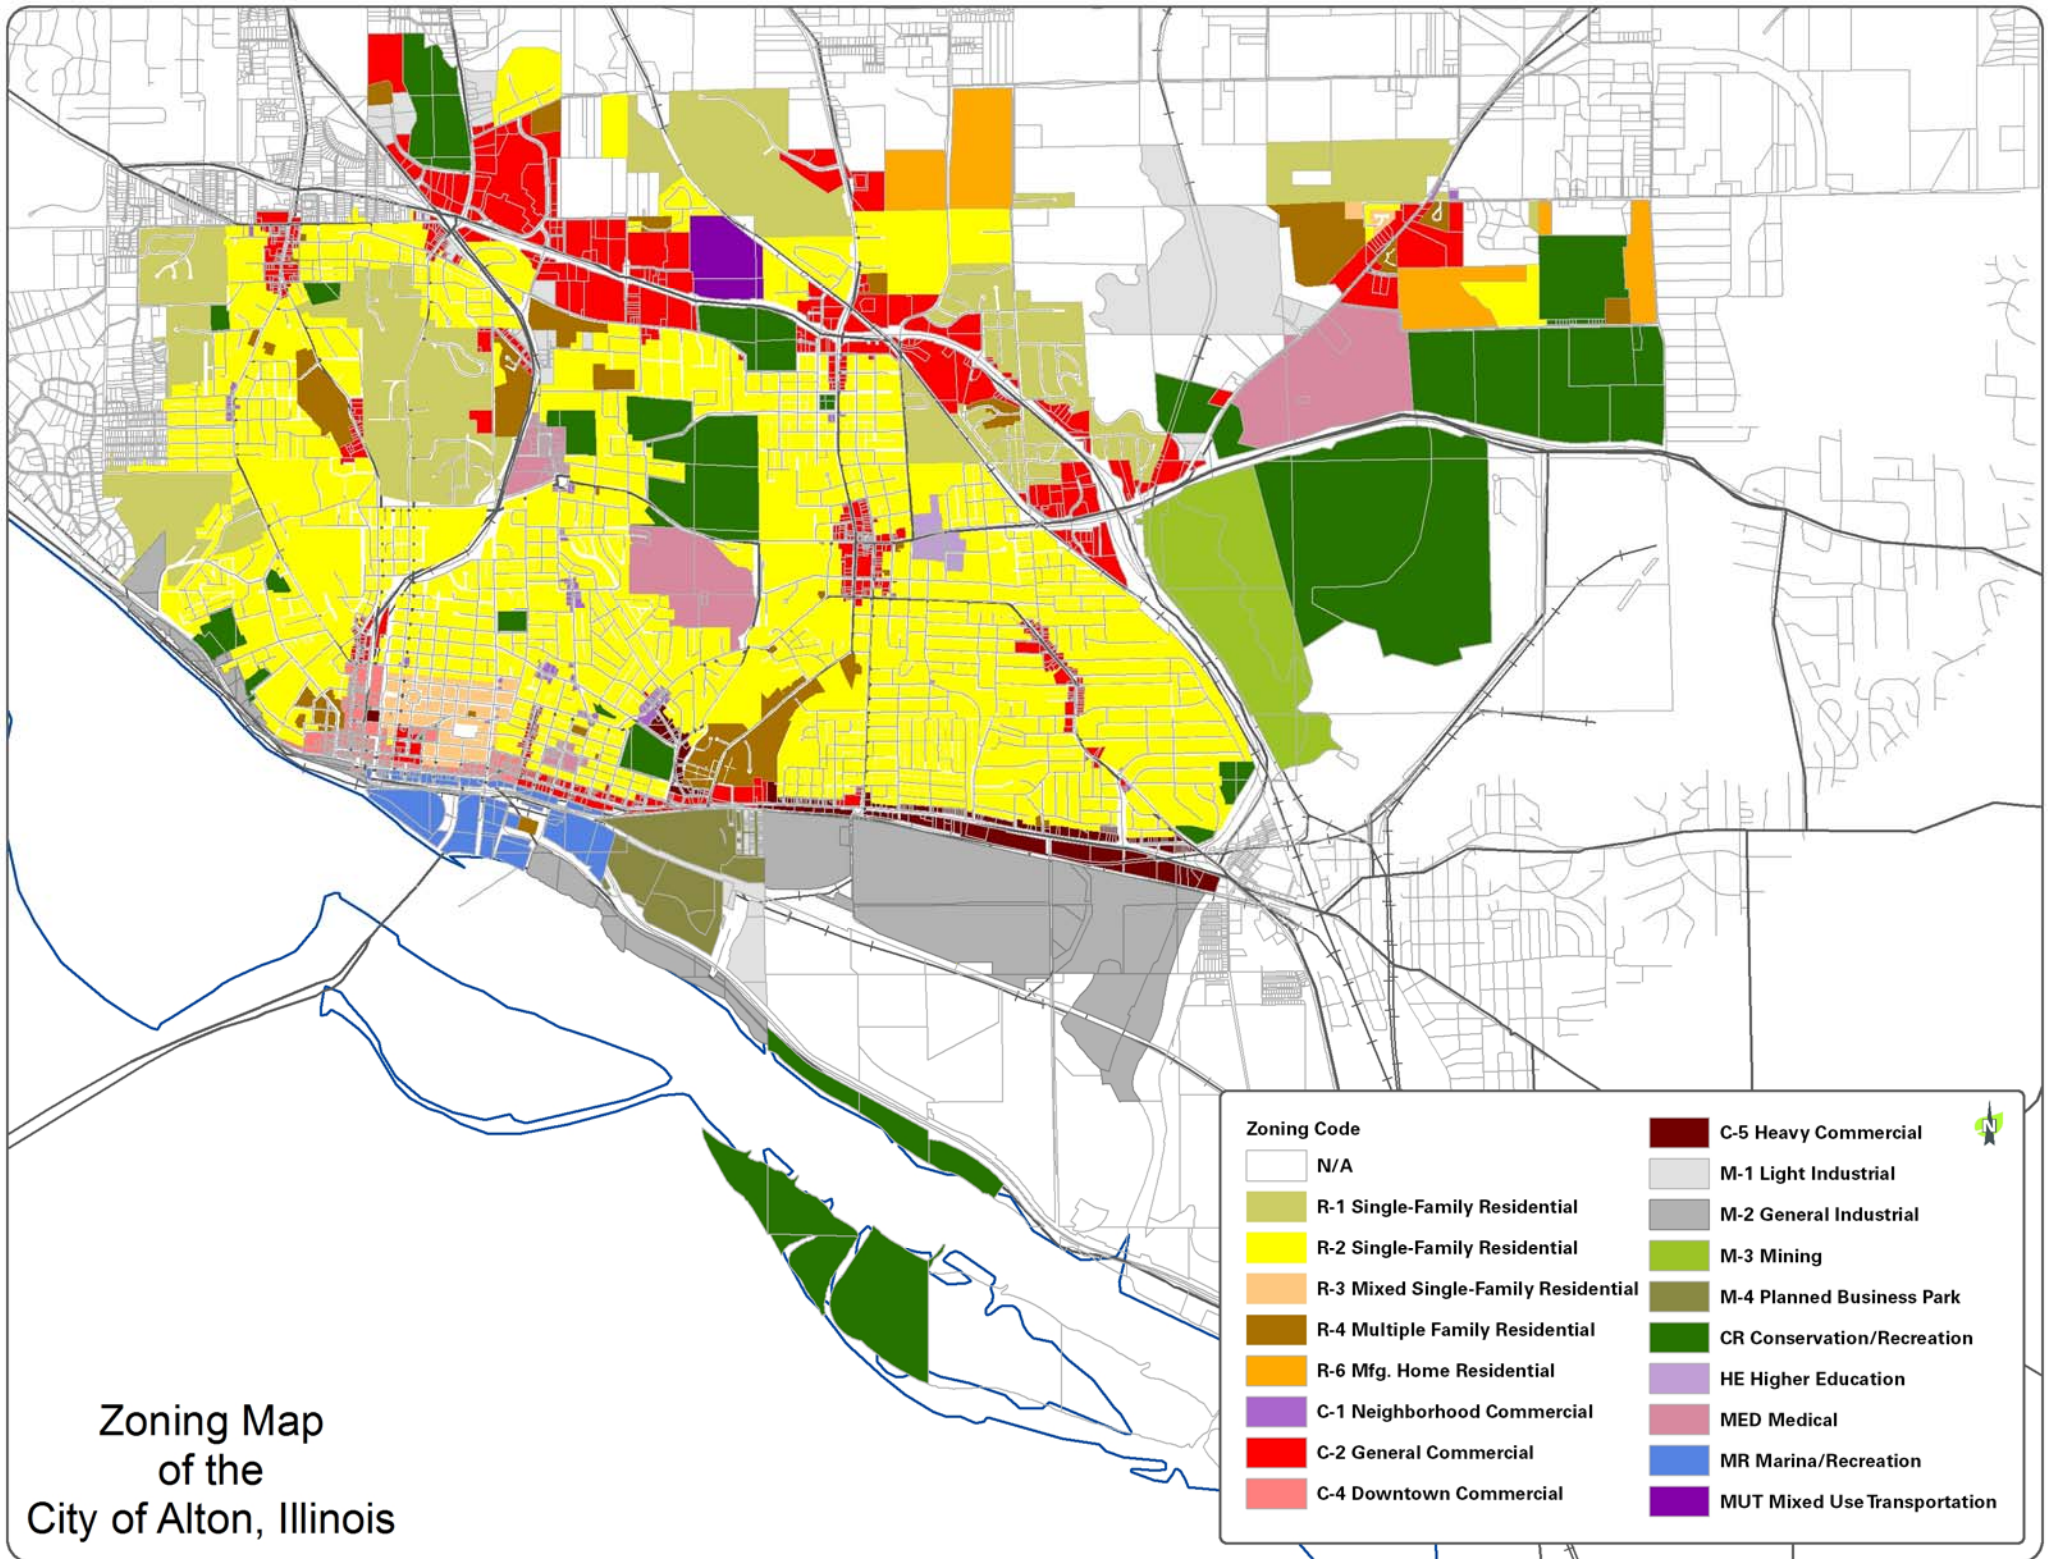 Zoning Map
of the
City of Alton, Illinois
Zoning Code
N/A
R-1 Single-Family Residential
R-2 Single-Family Residential
R-3 Mixed Single-Family Residential
R-4 Multiple Family Residential
R-6 Mfg. Home Residential
C-1 Neighborhood Commercial
C-2 General Commercial
C-4 Downtown Commercial
C-5 Heavy Commercial
M-1 Light Industrial
M-2 General Industrial
M-3 Mining
M-4 Planned Business Park
CR Conservation/Recreation
HE Higher Education
MED Medical
MR Marina/Recreation
MUT Mixed Use Transportation
N